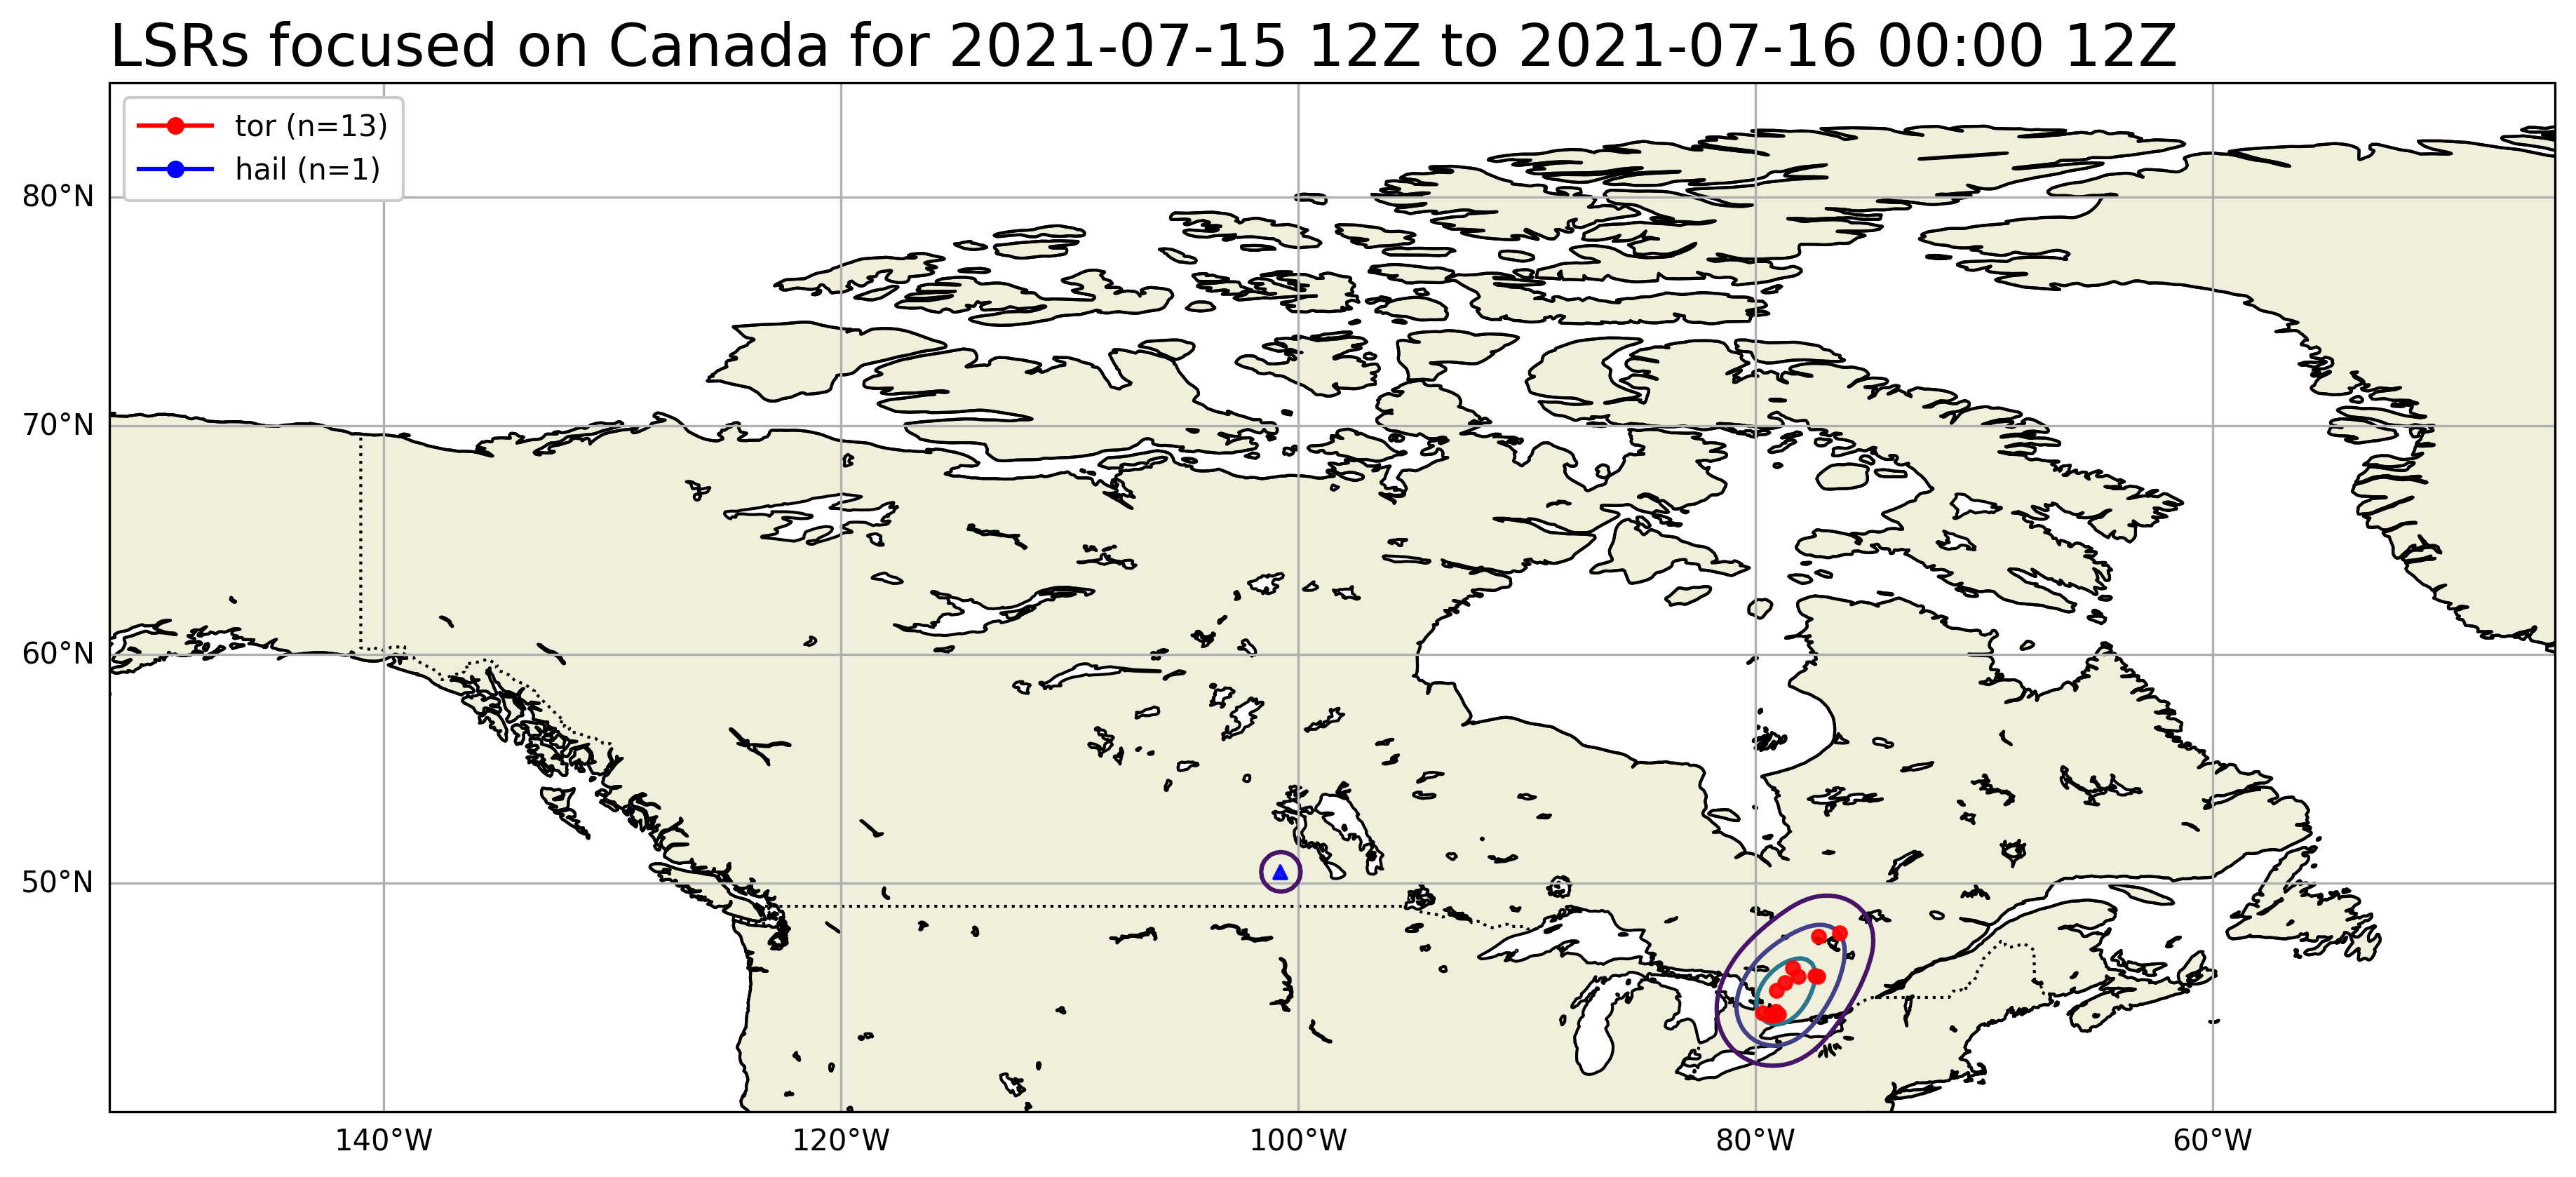 LSRs focused on Canada for 2021-07-15 12Z to 2021-07-16 00:00 12Z
tor (n=13)
hail (n=1)
80°N
70°N
60°N
50°N
140°W
120°W
100°W
80°W
60°W